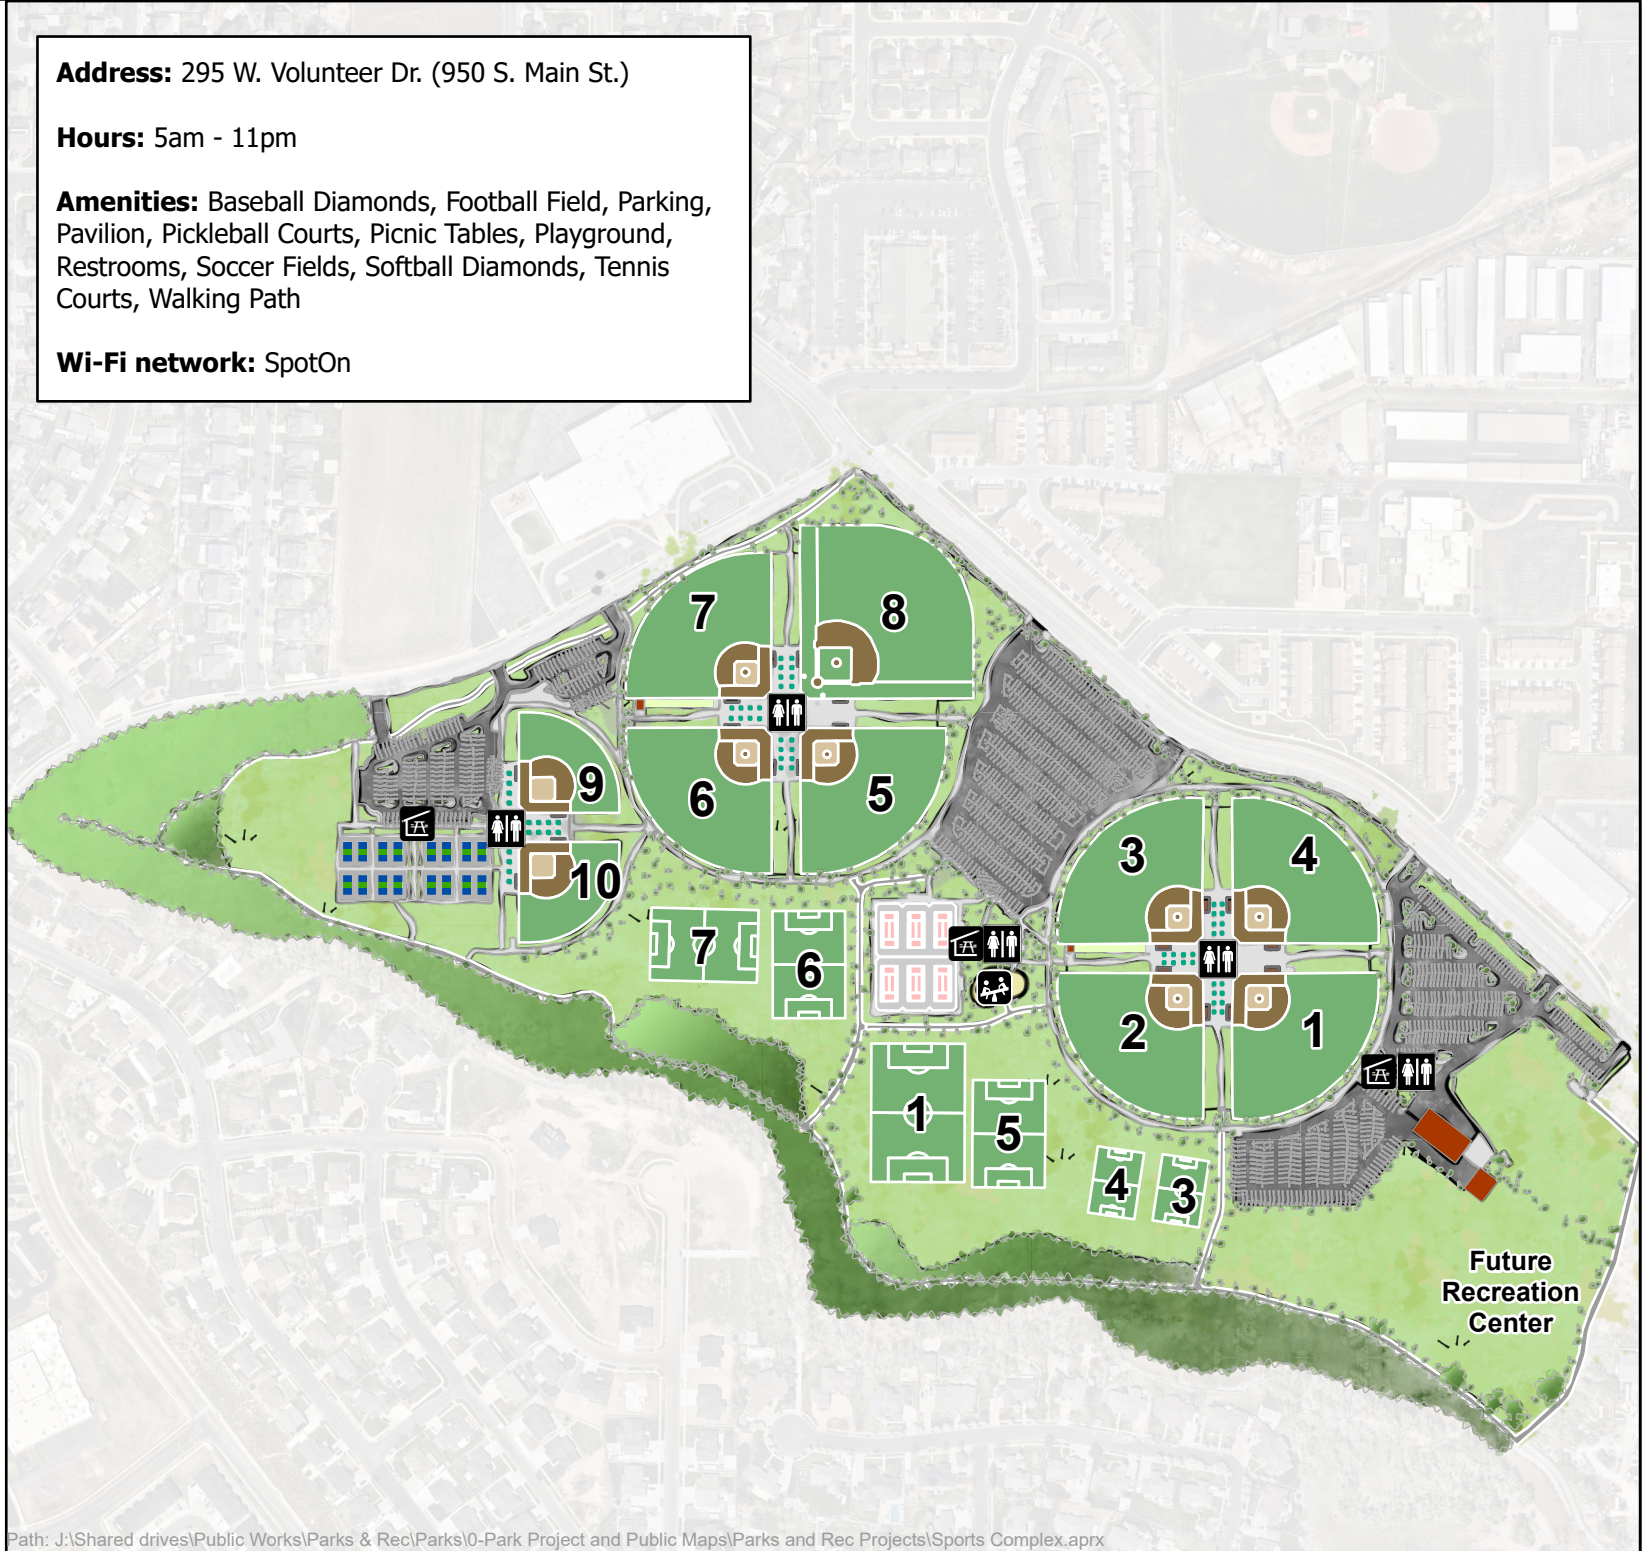 Address: 295 W. Volunteer Dr. (950 S. Main St.)
Hours: 5am - 11pm
Amenities: Baseball Diamonds, Football Field, Parking,
Pavilion, Pickleball Courts, Picnic Tables, Playground,
Restrooms, Soccer Fields, Softball Diamonds, Tennis
Courts, Walking Path
Wi-Fi network: SpotOn
7
8
9
6
5
10
3
4
7
6
2
1
1
5
4
3
Future
Recreation
Center
Path: J:\Shared drives\Public Works\Parks & Rec\Parks\0-Park Project and Public Maps\Parks and Rec Projects\Sports Complex.aprx